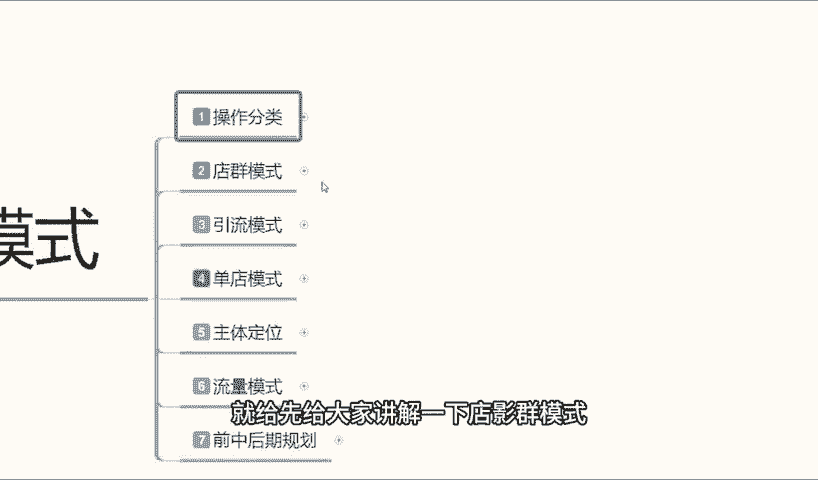 模式
1 操作分类
2 店群模式
3 引流模式
4 单店模式
5 主体定位
6 流量模式
就给先给大家讲解一下店影群模式
7 前中后期规划